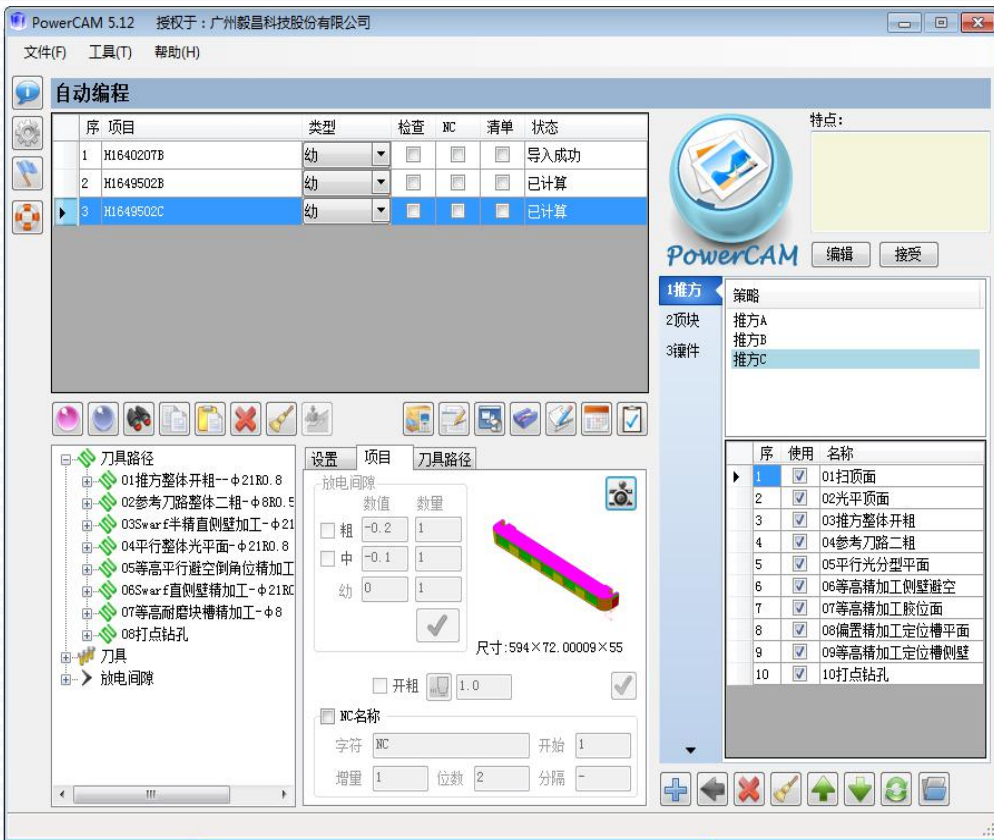 PowerCAM 5.12 授权于：广州毅昌科技股份有限公司
文件(F) 工具(T) 帮助(H)
自动编程
序 项目 类型 检查 NC 清单 状态
1 H1640207B 幼 导入成功
2 H1649502B 幼 已计算
3 H1649502C 幼 已计算
特点：
PowerCAM
编辑 接受
1推方
2顶块
3镶件
策略
推方A
推方B
推方C
刀具路径
01推方整体开粗--φ21R0.8
02参考刀路整体二粗-φ8R0.5
03Swarf半精直侧壁加工-φ21
04平行整体光平面-φ21R0.8
05等高平行避空倒角位精加工
06Swarf直侧壁精加工-φ21R0
07等高耐磨块槽精加工-φ8
08打点钻孔
刀具
放电间隙
设置 项目 刀具路径
放电间隙
数值 数量
粗 -0.2 1
中 -0.1 1
幼 0 1
尺寸:594×72.00009×55
开粗 1.0
NC名称
字符 NC 开始 1
增量 1 位数 2 分隔 -
序 使用 名称
1 01扫顶面
2 02光平顶面
3 03推方整体开粗
4 04参考刀路二粗
5 05平行光分型平面
6 06等高精加工侧壁避空
7 07等高精加工胶位面
8 08偏置精加工定位槽平面
9 09等高精加工定位槽侧壁
10 10打点钻孔